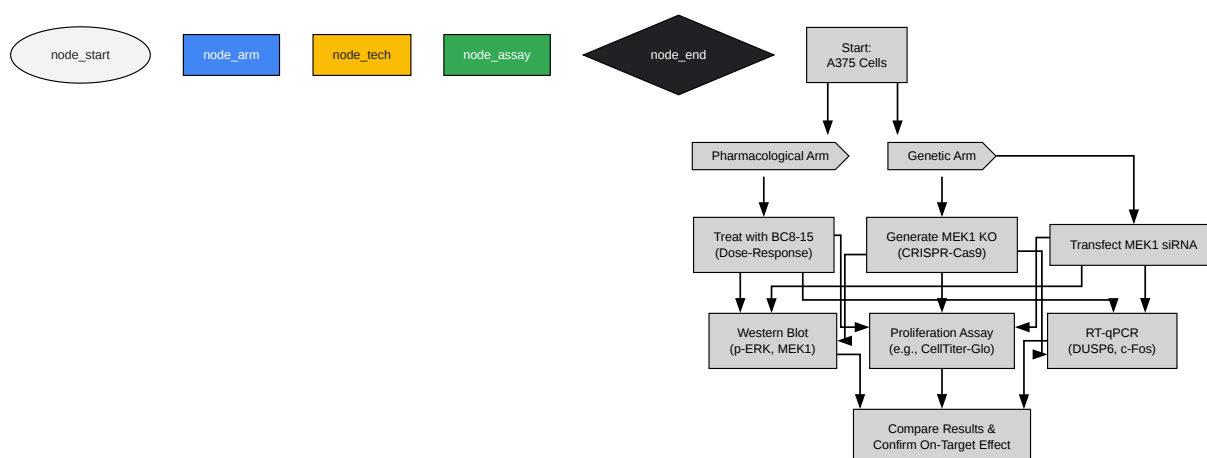 node_start
node_arm
node_tech
node_assay
node_end
Start:
A375 Cells
Pharmacological Arm
Genetic Arm
Treat with BC8-15
(Dose-Response)
Generate MEK1 KO
(CRISPR-Cas9)
Transfect MEK1 siRNA
Western Blot
(p-ERK, MEK1)
Proliferation Assay
(e.g., CellTiter-Glo)
RT-qPCR
(DUSP6, c-Fos)
Compare Results &
Confirm On-Target Effect